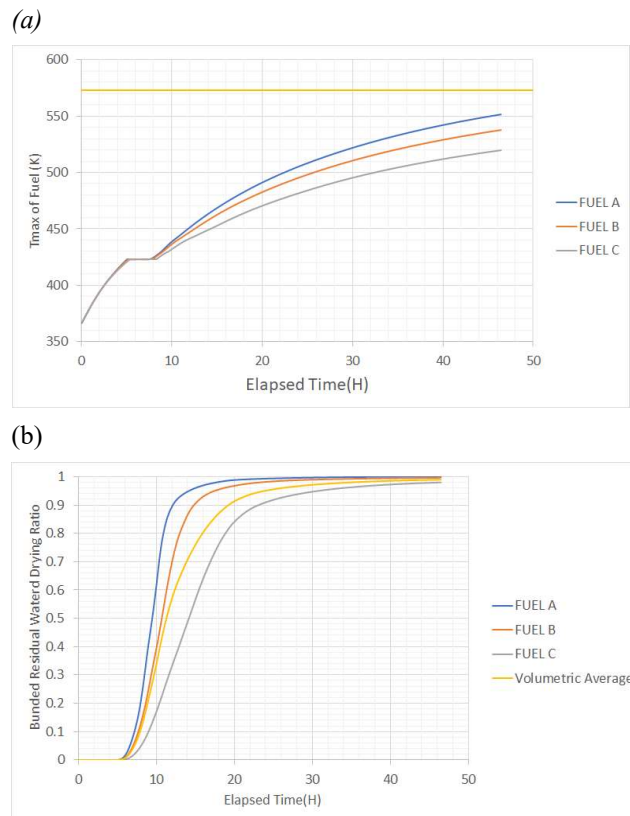 (a)
600
550
500
450
400
350
0
10
20
30
40
50
Tmax of Fuel (K)
Elapsed Time(H)
FUEL A
FUEL B
FUEL C
(b)
1
0.9
0.8
0.7
0.6
0.5
0.4
0.3
0.2
0.1
0
0
10
20
30
40
50
Bunded Residual Waterd Drying Ratio
Elapsed Time(H)
FUEL A
FUEL B
FUEL C
Volumetric Average